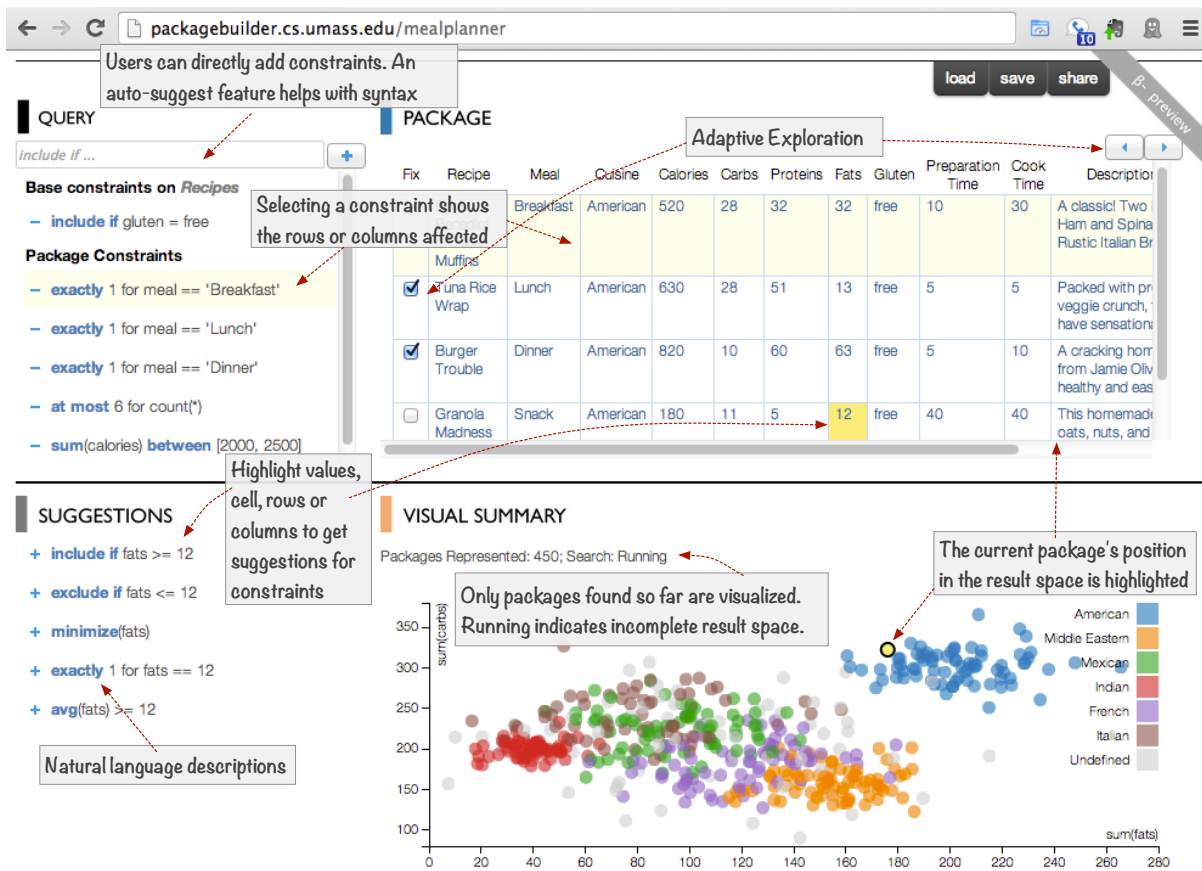 packagebuilder.cs.umass.edu/mealplanner
10
Users can directly add constraints. An
auto-suggest feature helps with syntax
load save share
β- preview
QUERY
include if ...
+
Base constraints on Recipes
– include if gluten = free
Package Constraints
– exactly 1 for meal == 'Breakfast'
– exactly 1 for meal == 'Lunch'
– exactly 1 for meal == 'Dinner'
– at most 6 for count(*)
– sum(calories) between [2000, 2500]
Selecting a constraint shows
the rows or columns affected
PACKAGE
Adaptive Exploration
Fix Recipe Meal Cuisine Calories Carbs Proteins Fats Gluten Preparation Time Cook Time Description
Muffins Breakfast American 520 28 32 32 free 10 30 A classic! Two
Ham and Spina
Rustic Italian Br
Tuna Rice Wrap Lunch American 630 28 51 13 free 5 5 Packed with pr
veggie crunch,
have sensation
Burger Trouble Dinner American 820 10 60 63 free 5 10 A cracking hom
from Jamie Oliv
healthy and eas
Granola Madness Snack American 180 11 5 12 free 40 40 This homemade
oats, nuts, and
Highlight values,
cell, rows or
columns to get
suggestions for
constraints
SUGGESTIONS
+ include if fats >= 12
+ exclude if fats <= 12
+ minimize(fats)
+ exactly 1 for fats == 12
+ avg(fats) >= 12
Natural language descriptions
VISUAL SUMMARY
Packages Represented: 450; Search: Running
Only packages found so far are visualized.
Running indicates incomplete result space.
The current package's position
in the result space is highlighted
sum(carbs)
350
300
250
200
150
100
American
Middle Eastern
Mexican
Indian
French
Italian
Undefined
sum(fats)
0 20 40 60 80 100 120 140 160 180 200 220 240 260 280